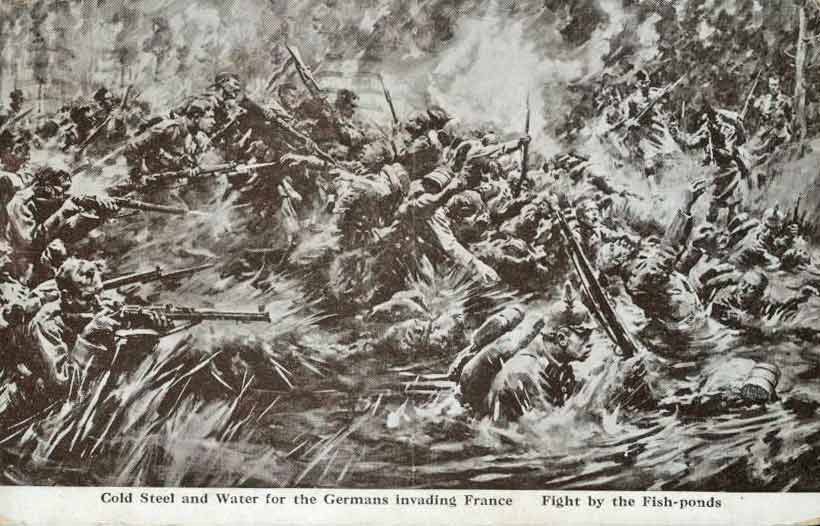 Cold Steel and Water for the Germans invading France Fight by the Fish-ponds